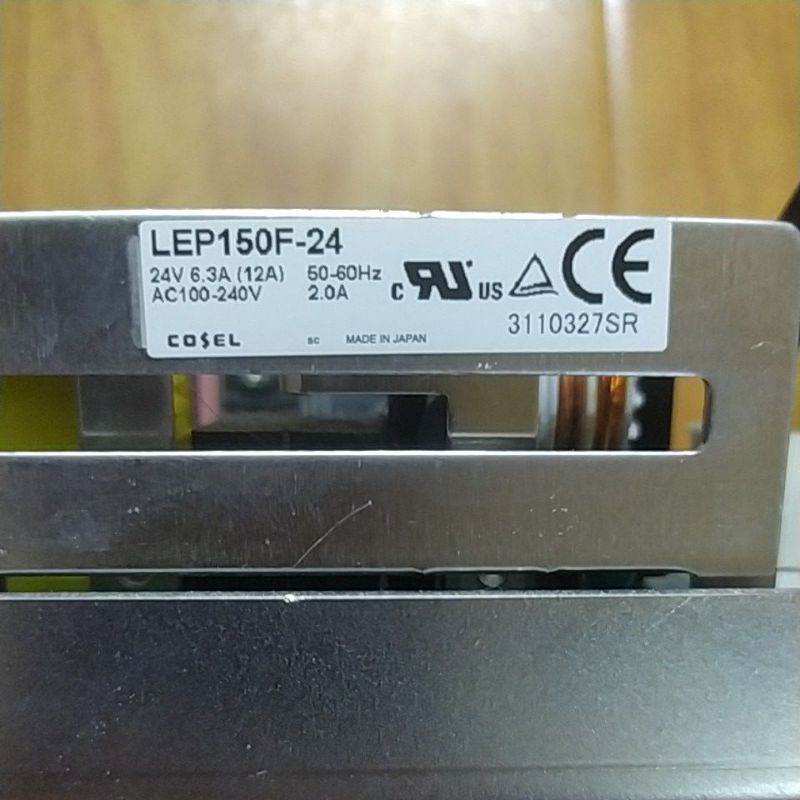 LEP150F-24
24V 6.3A (12A) 50-60Hz
AC100-240V 2.0A
C RU US CE
3110327SR
COSEL SC MADE IN JAPAN